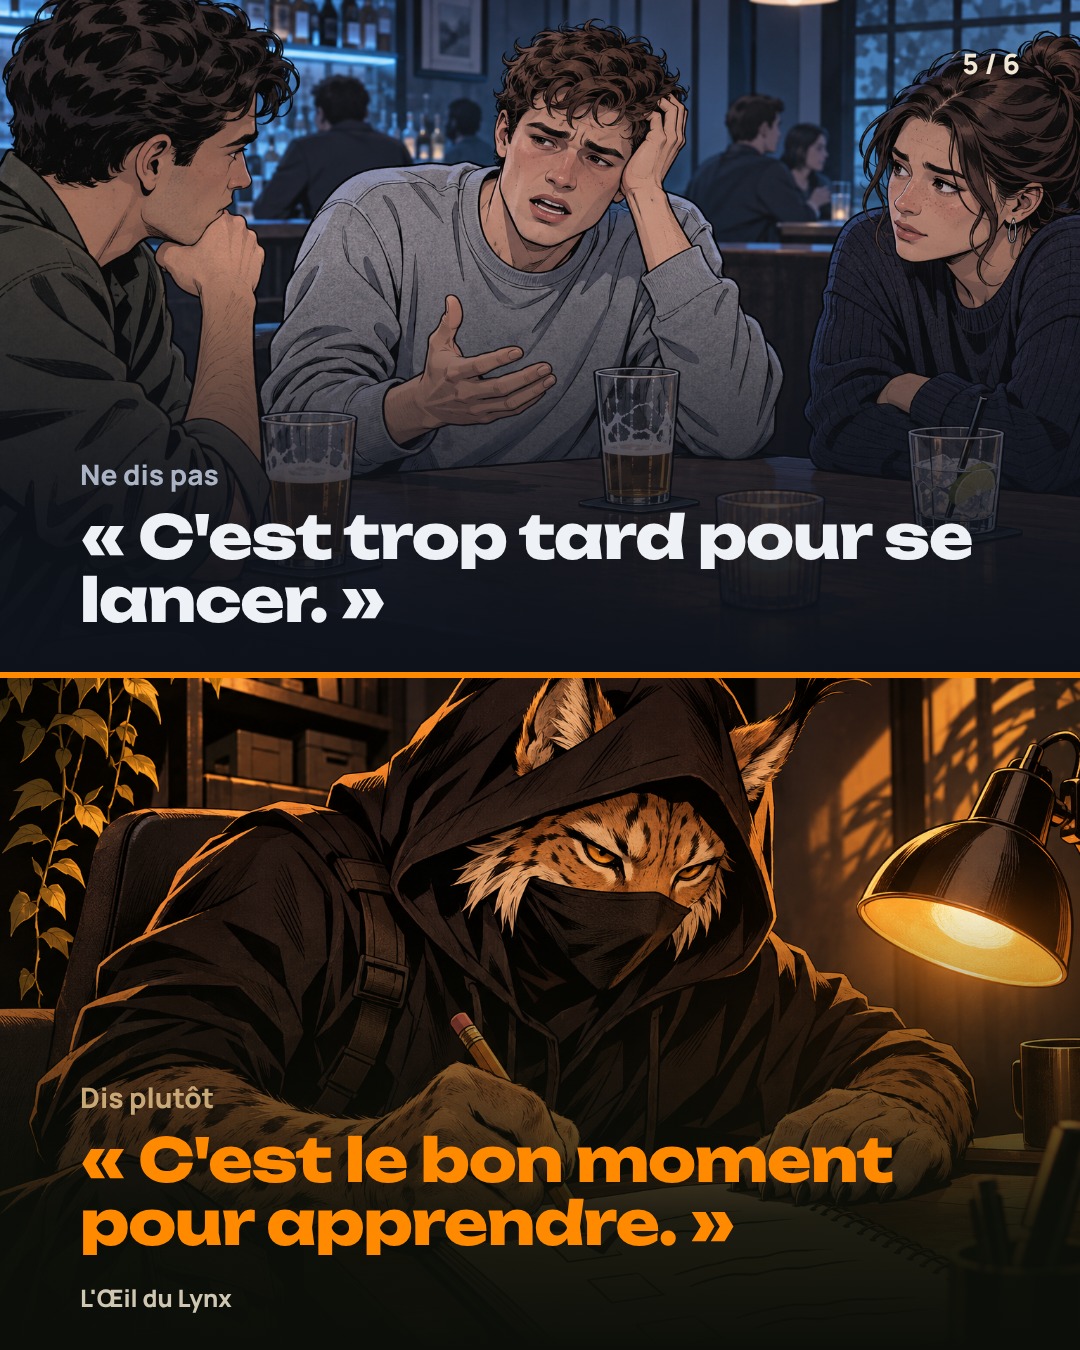 5 / 6
Ne dis pas
« C'est trop tard pour se
lancer. »
Dis plutôt
« C'est le bon moment
pour apprendre. »
L'Œil du Lynx